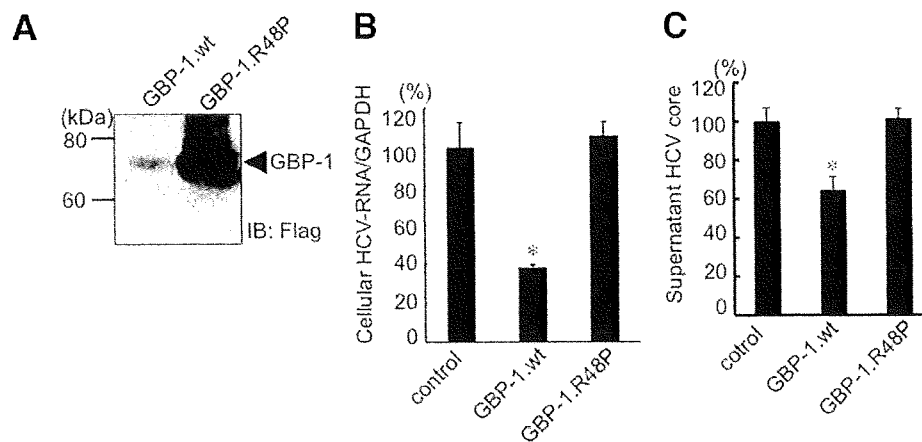 A
GBP-1.wt
GBP-1.R48P
(kDa)
80
60
GBP-1
IB: Flag
B
(%)
Cellular HCV-RNA/GAPDH
120
100
80
60
40
20
0
*
control
GBP-1.wt
GBP-1.R48P
C
(%)
Supernatant HCV core
120
100
80
60
40
20
0
*
cotrol
GBP-1.wt
GBP-1.R48P